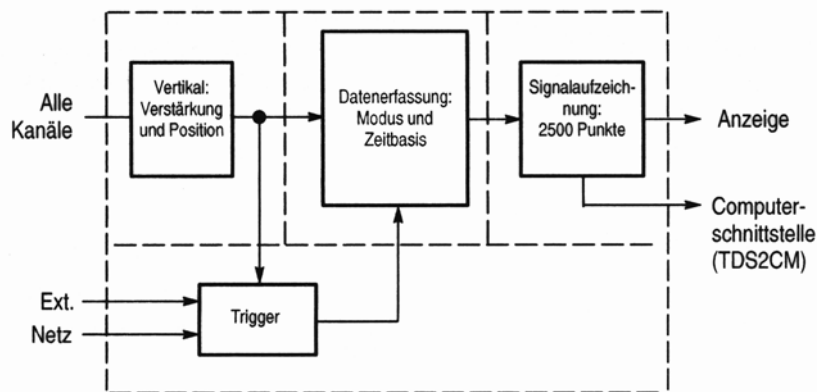 Alle
Kanäle
Vertikal:
Verstärkung
und Position
Datenerfassung:
Modus und
Zeitbasis
Signalaufzeich-
nung:
2500 Punkte
Anzeige
Computer-
schnittstelle
(TDS2CM)
Ext.
Netz
Trigger